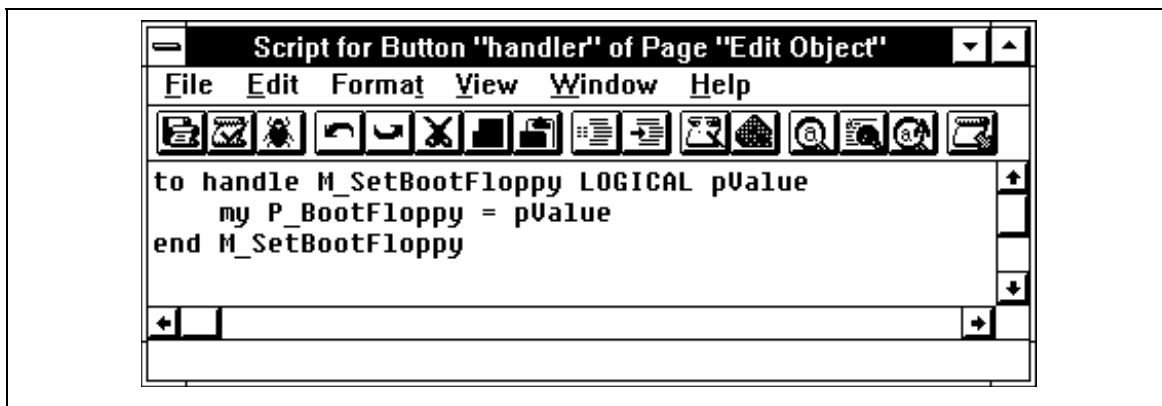 Script for Button "handler" of Page "Edit Object"
File Edit Format View Window Help
to handle M_SetBootFloppy LOGICAL pValue
    my P_BootFloppy = pValue
end M_SetBootFloppy